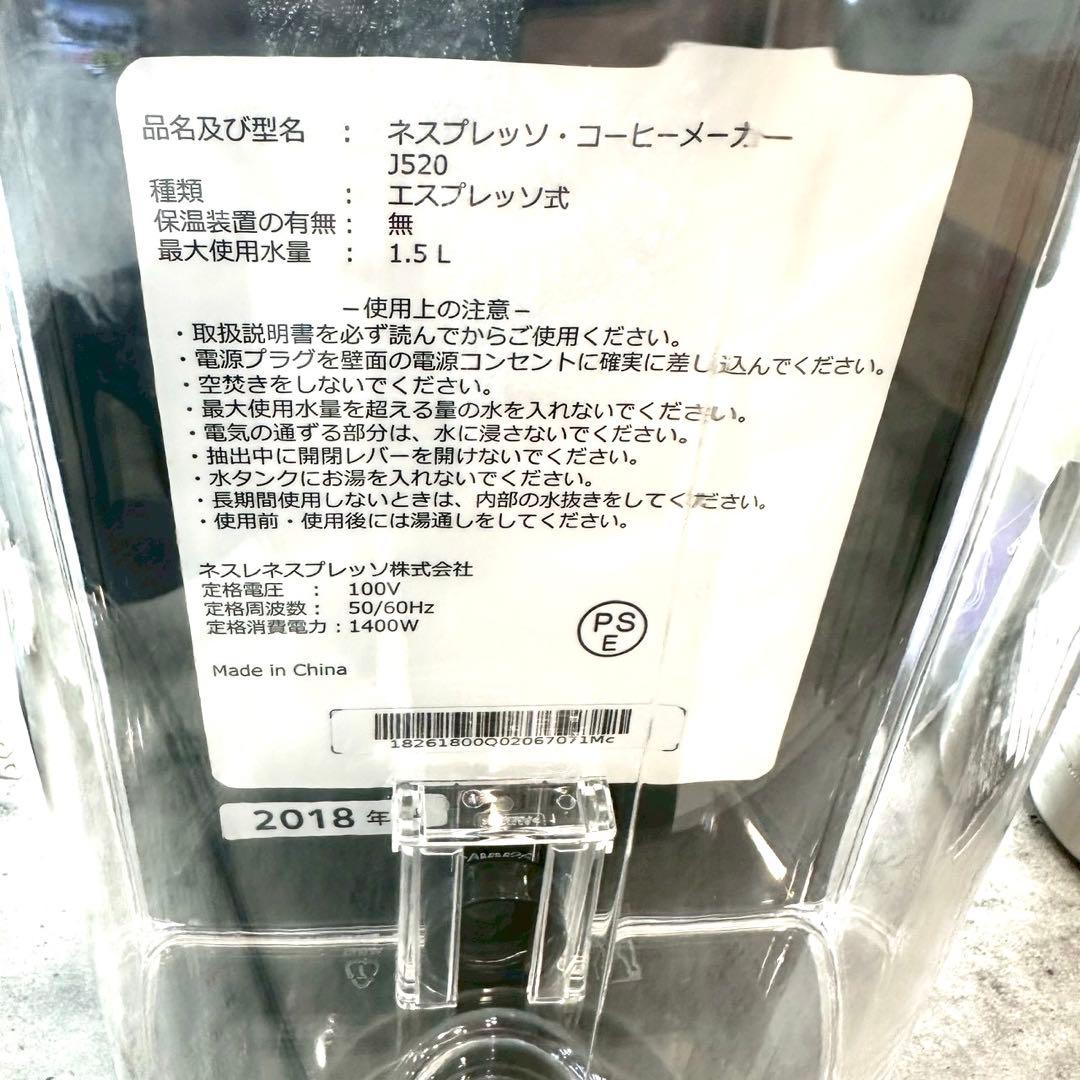 品名及び型名 : ネスプレッソ・コーヒーメーカー
J520
種類 : エスプレッソ式
保温装置の有無 : 無
最大使用水量 : 1.5 L
－使用上の注意－
・取扱説明書を必ず読んでからご使用ください。
・電源プラグを壁面の電源コンセントに確実に差し込んでください。
・空焚きをしないでください。
・最大使用水量を超える量の水を入れないでください。
・電気の通ずる部分は、水に浸さないでください。
・抽出中に開閉レバーを開けないでください。
・水タンクにお湯を入れないでください。
・長期間使用しないときは、内部の水抜きをしてください。
・使用前・使用後には湯通しをしてください。
ネスレネスプレッソ株式会社
定格電圧 : 100V
定格周波数 : 50/60Hz
定格消費電力 : 1400W
PS
E
Made in China
18261800Q02067071Mc
2018 年